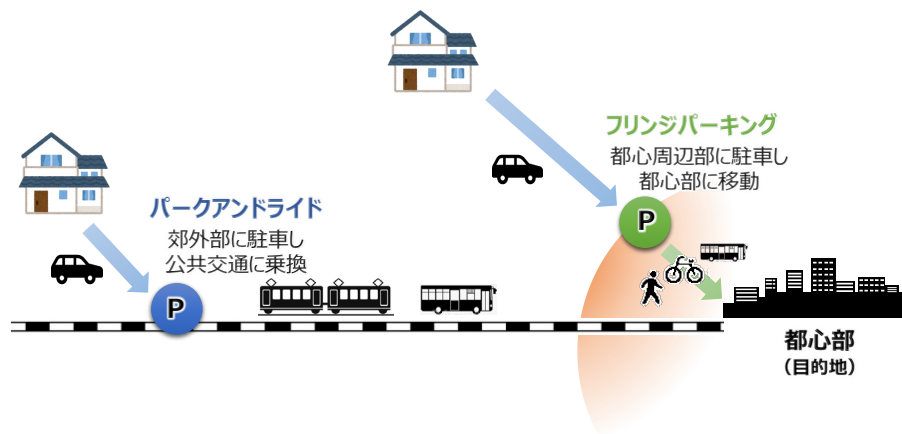 フリンジパーキング
都心周辺部に駐車し
都心部に移動
P
パークアンドライド
郊外部に駐車し
公共交通に乗換
P
都心部
（目的地）